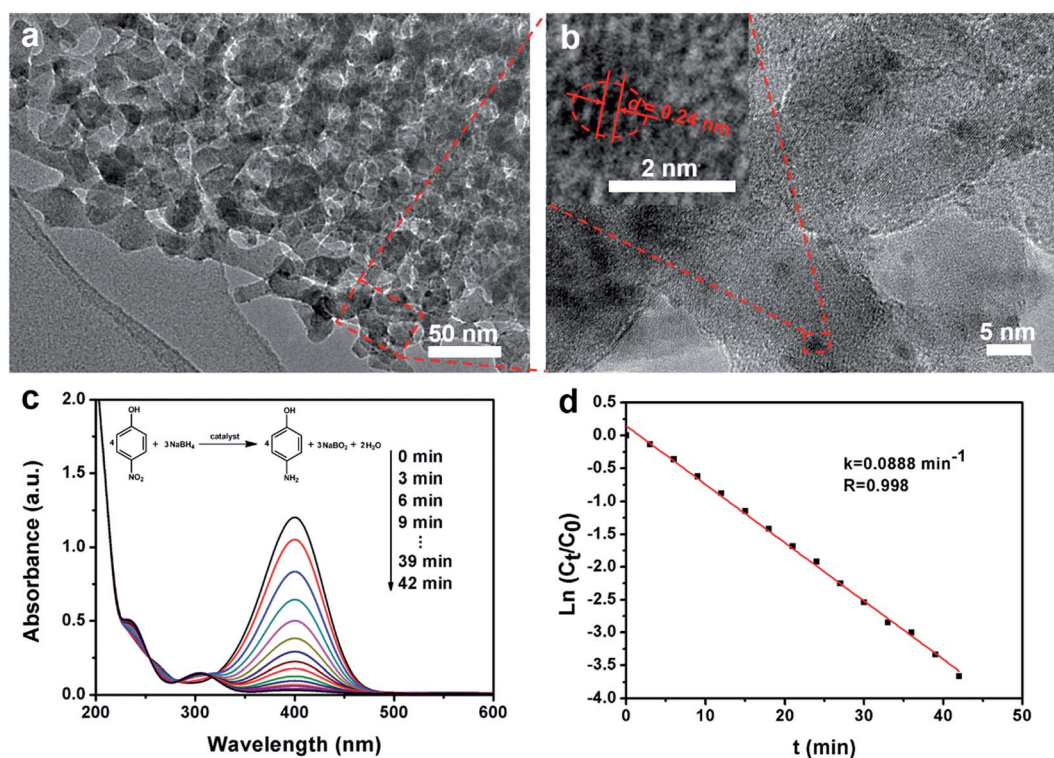 a
50 nm
b
d = 0.24 nm
2 nm
5 nm
c
Absorbance (a.u.)
2.0
1.5
1.0
0.5
0.0
200 300 400 500 600
Wavelength (nm)
4 OH NO₂ + 3NaBH₄ catalyst 4 OH NH₂ + 3NaBO₂ + 2H₂O
0 min
3 min
6 min
9 min
⋮
39 min
42 min
d
Ln (Ct/C0)
0.5
0.0
-0.5
-1.0
-1.5
-2.0
-2.5
-3.0
-3.5
-4.0
0 10 20 30 40 50
t (min)
k=0.0888 min⁻¹
R=0.998